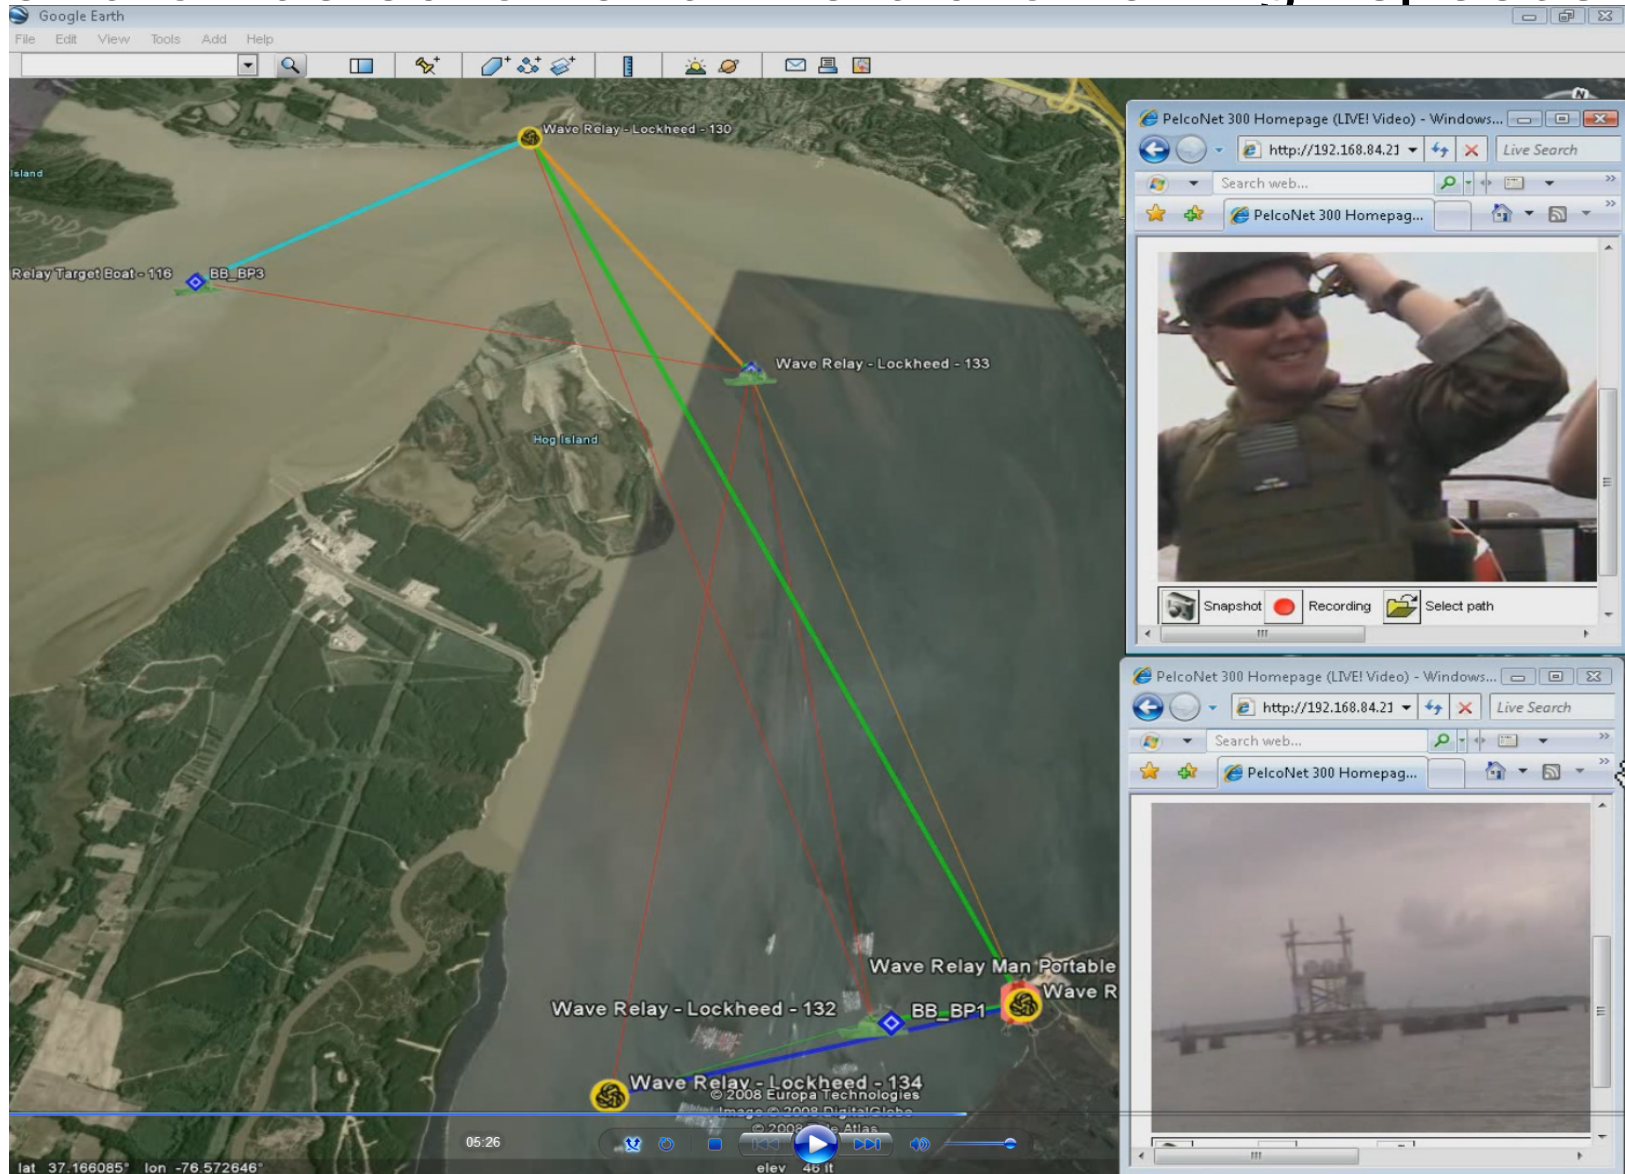 Google Earth
File Edit View Tools Add Help
Wave Relay - Lockheed - 130
Island
Relay Target Boat - 116
BB_BP3
Wave Relay - Lockheed - 133
Hog Island
Wave Relay Man Portable
Wave R
Wave Relay - Lockheed - 132
BB_BP1
Wave Relay - Lockheed - 134
© 2008 Europa Technologies
Image © 2008 DigitalGlobe
© 2008 Tele Atlas
05:26
lat 37.166085° lon -76.572646°
elev 46 ft
N
PelcoNet 300 Homepage (LIVE! Video) - Windows...
http://192.168.84.21
Live Search
Search web...
PelcoNet 300 Homepag...
Snapshot
Recording
Select path
PelcoNet 300 Homepage (LIVE! Video) - Windows...
http://192.168.84.21
Live Search
Search web...
PelcoNet 300 Homepag...